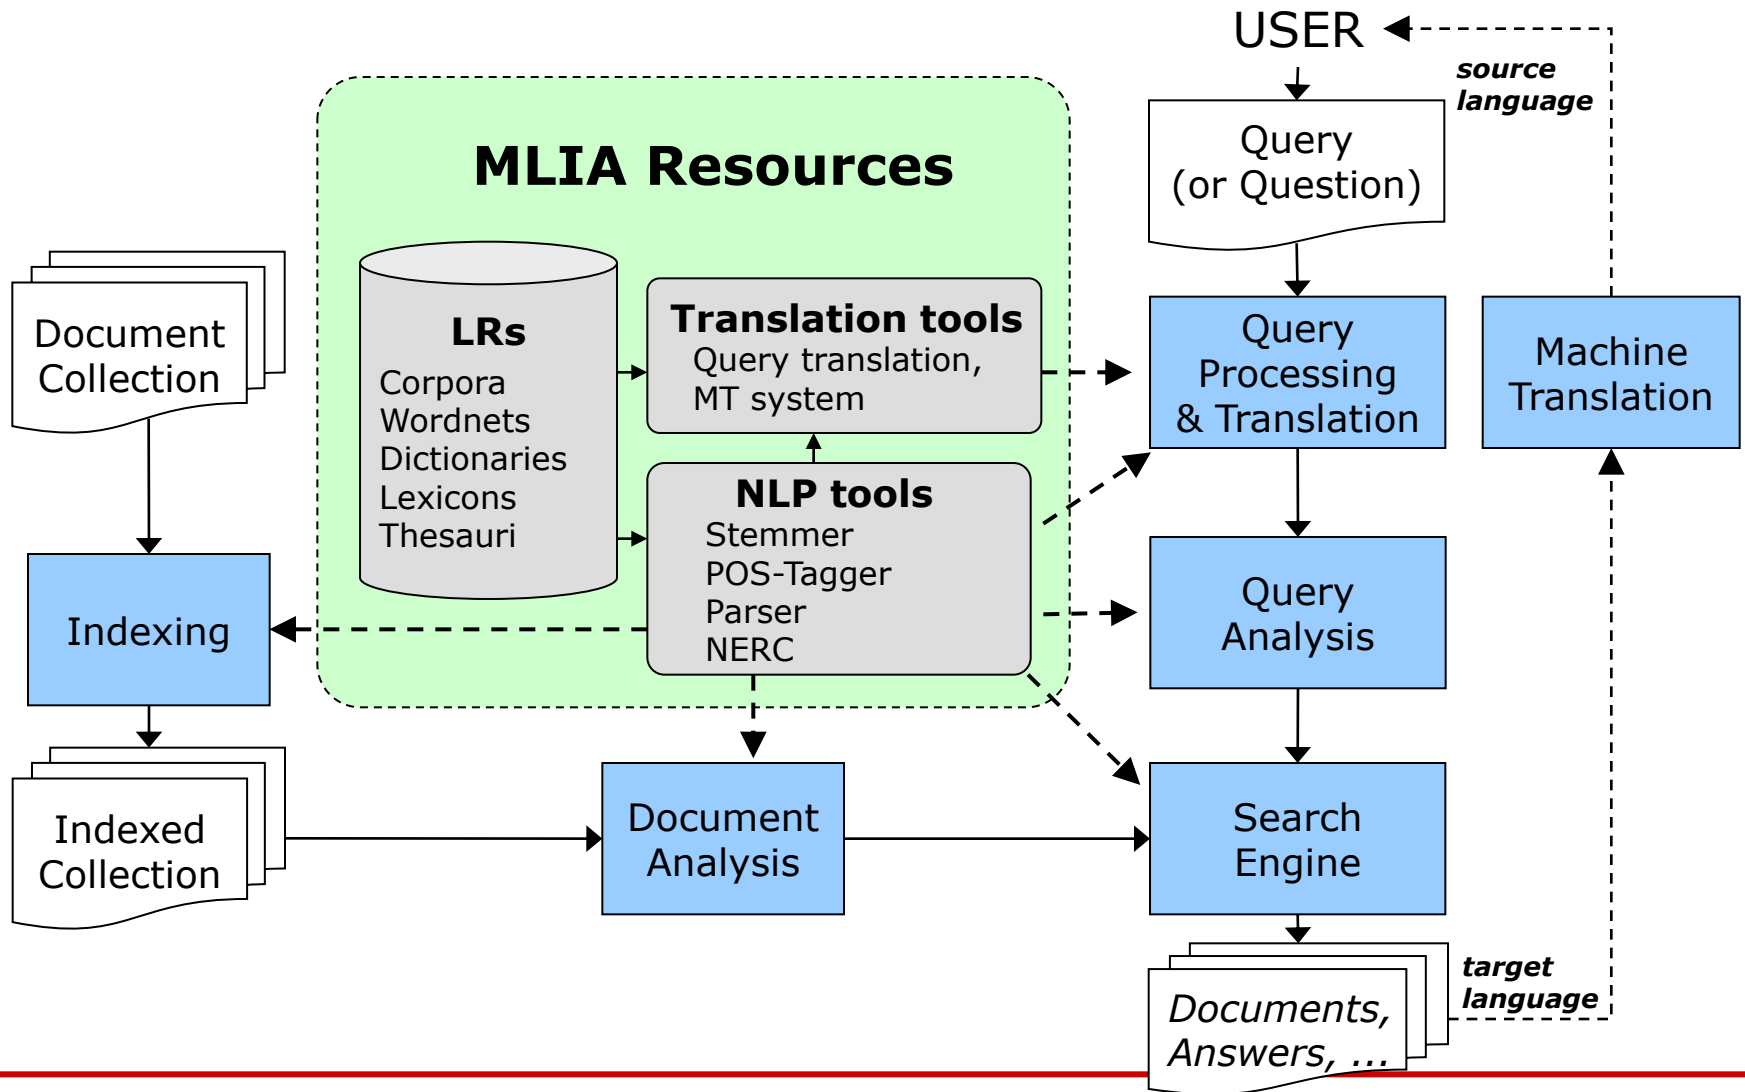 USER
source
language
Query
(or Question)
MLIA Resources
Document
Collection
LRs
Corpora
Wordnets
Dictionaries
Lexicons
Thesauri
Translation tools
Query translation,
MT system
NLP tools
Stemmer
POS-Tagger
Parser
NERC
Query
Processing
& Translation
Machine
Translation
Indexing
Query
Analysis
Indexed
Collection
Document
Analysis
Search
Engine
target
language
Documents,
Answers, ...